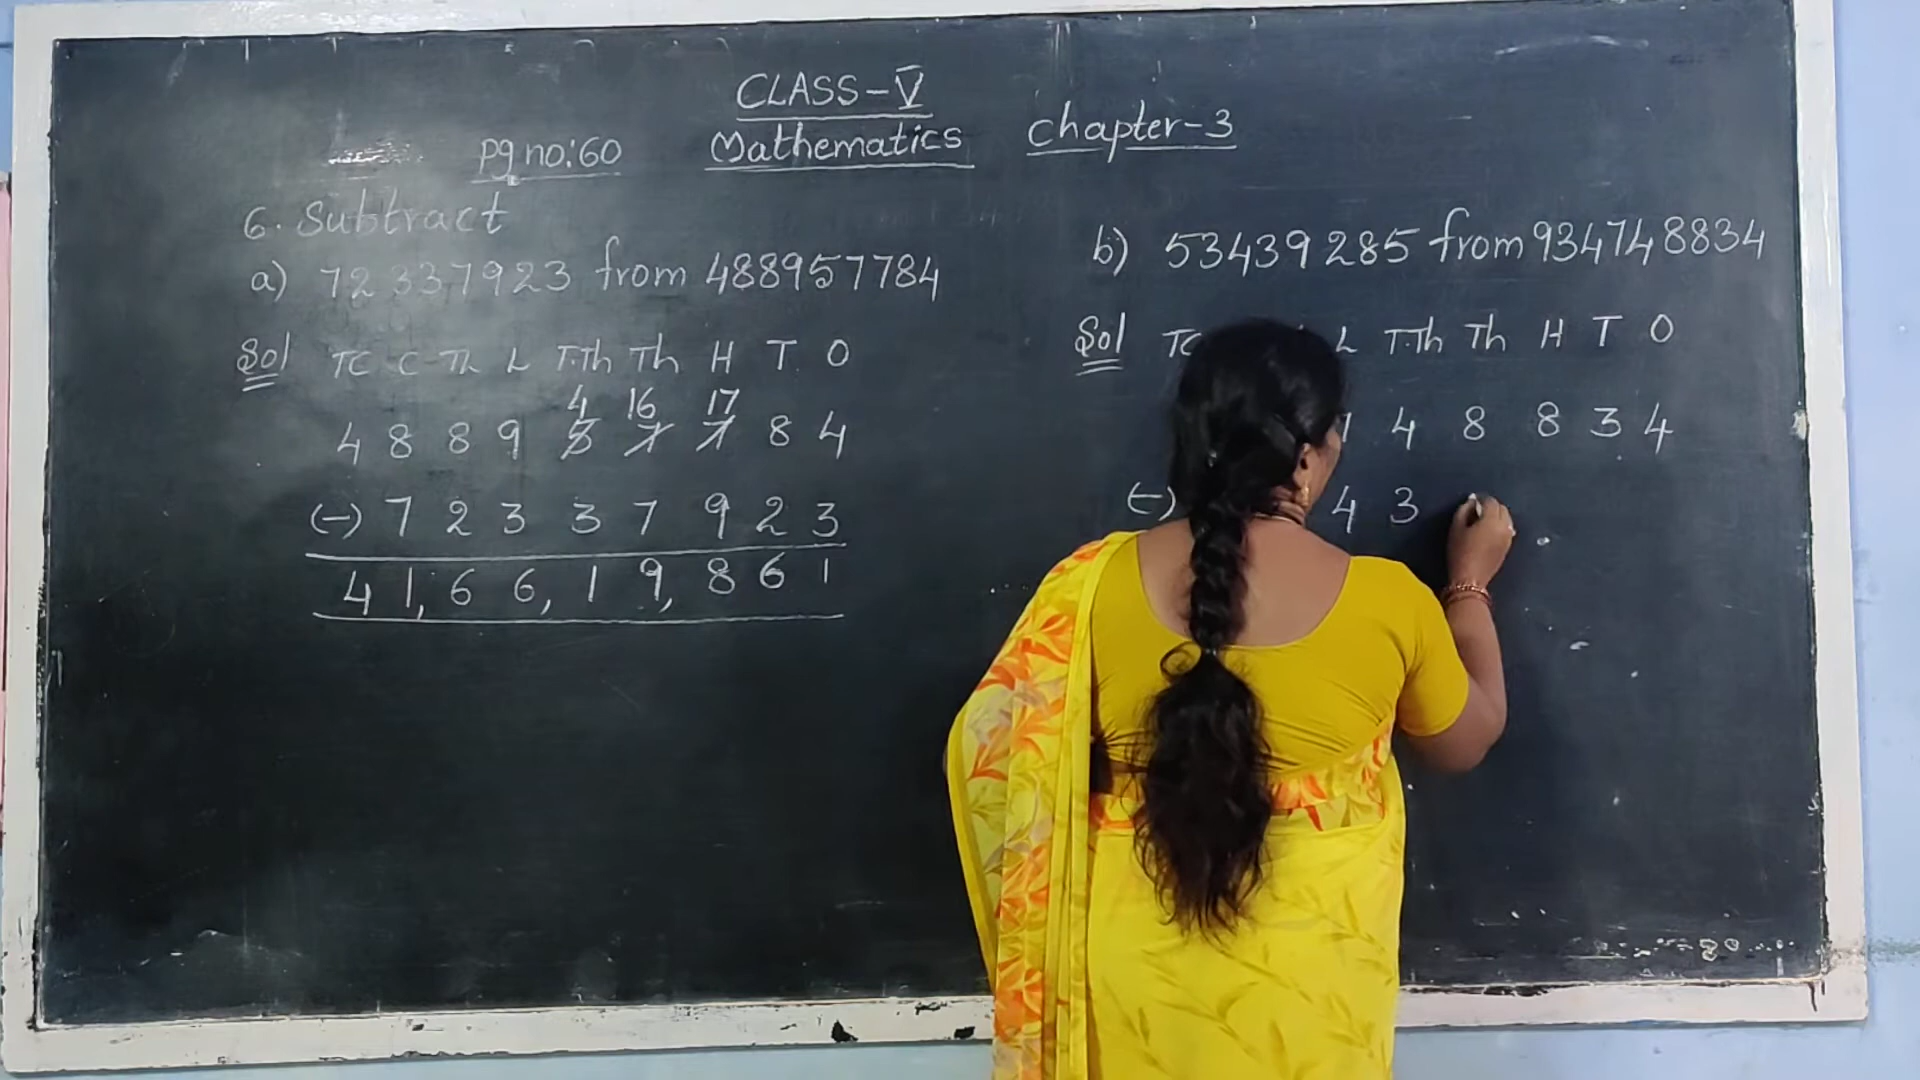 CLASS-V
pg no:60 Mathematics chapter-3
6. Subtract
a) 72337923 from 488957784
Sol TC C TL L T.Th Th H T O
4 16 17
4 8 8 9 5 7 7 8 4
(-) 7 2 3 3 7 9 2 3
4 1, 6 6, 1 9, 8 6 1
b) 53439285 from 934748834
Sol TC L T.Th Th H T O
7 4 8 8 3 4
(-) 4 3